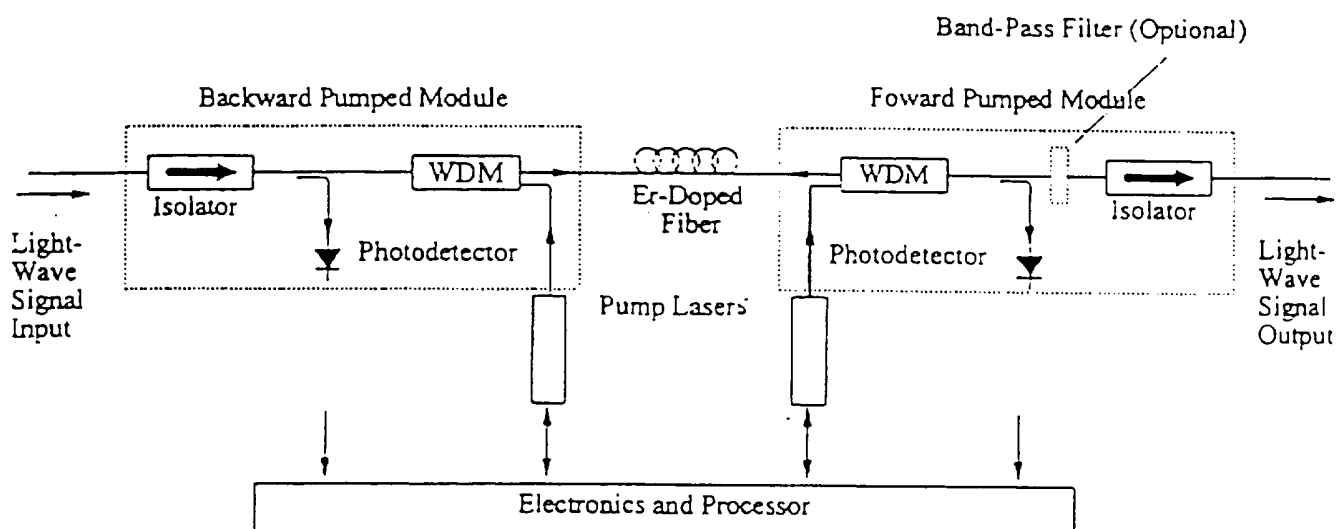 Band-Pass Filter (Optional)
Backward Pumped Module
Foward Pumped Module
WDM
WDM
Isolator
Er-Doped
Fiber
Isolator
Photodetector
Photodetector
Light-
Wave
Signal
Input
Pump Lasers
Light-
Wave
Signal
Output
Electronics and Processor